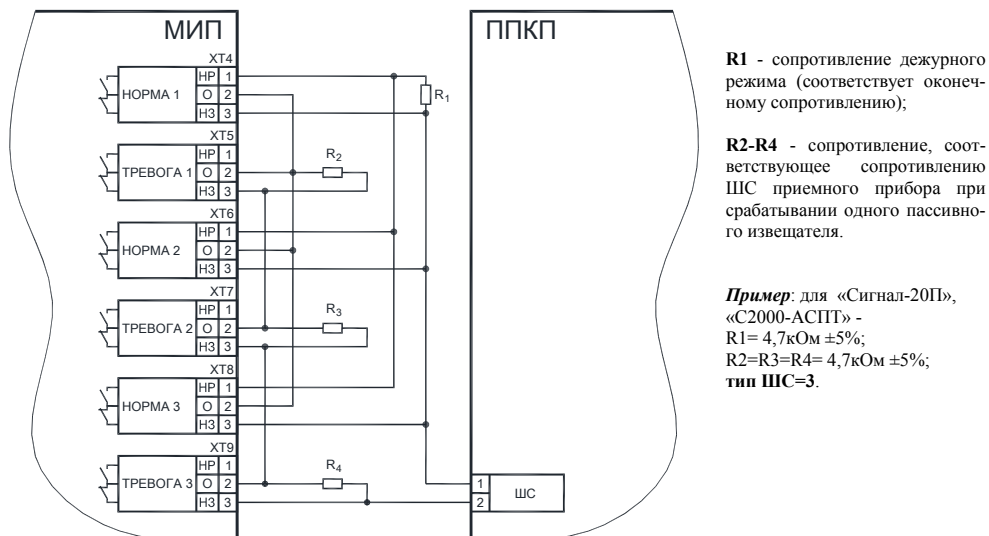 МИП
ППКП
XT4
НОРМА 1
НР 1
О 2
НЗ 3
R1
XT5
ТРЕВОГА 1
НР 1
О 2
НЗ 3
R2
XT6
НОРМА 2
НР 1
О 2
НЗ 3
XT7
ТРЕВОГА 2
НР 1
О 2
НЗ 3
R3
XT8
НОРМА 3
НР 1
О 2
НЗ 3
XT9
ТРЕВОГА 3
НР 1
О 2
НЗ 3
R4
1
2
ШС
R1 - сопротивление дежурного
режима (соответствует оконеч-
ному сопротивлению);
R2-R4 - сопротивление, соот-
ветствующее сопротивлению
ШС приемного прибора при
срабатывании одного пассивно-
го извещателя.
Пример: для «Сигнал-20П»,
«С2000-АСПТ» -
R1= 4,7кОм ±5%;
R2=R3=R4= 4,7кОм ±5%;
тип ШС=3.